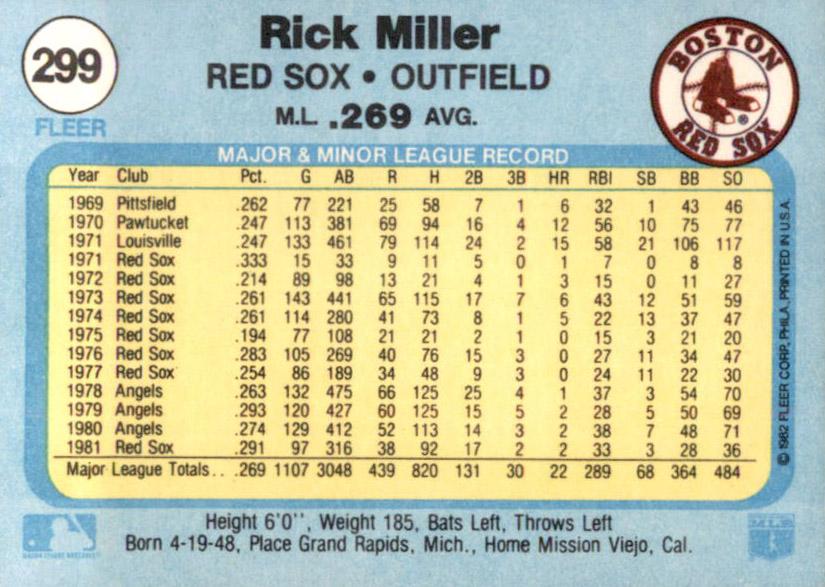 299
FLEER
Rick Miller
RED SOX • OUTFIELD
M.L. .269 AVG.
BOSTON
RED SOX
®
MAJOR & MINOR LEAGUE RECORD
Year Club Pct. G AB R H 2B 3B HR RBI SB BB SO
1969 Pittsfield .262 77 221 25 58 7 1 6 32 1 43 46
1970 Pawtucket .247 113 381 69 94 16 4 12 56 10 75 77
1971 Louisville .247 133 461 79 114 24 2 15 58 21 106 117
1971 Red Sox .333 15 33 9 11 5 0 1 7 0 8 8
1972 Red Sox .214 89 98 13 21 4 1 3 15 0 11 27
1973 Red Sox .261 143 441 65 115 17 7 6 43 12 51 59
1974 Red Sox .261 114 280 41 73 8 1 5 22 13 37 47
1975 Red Sox .194 77 108 21 21 2 1 0 15 3 21 20
1976 Red Sox .283 105 269 40 76 15 3 0 27 11 34 47
1977 Red Sox .254 86 189 34 48 9 3 0 24 11 22 30
1978 Angels .263 132 475 66 125 25 4 1 37 3 54 70
1979 Angels .293 120 427 60 125 15 5 2 28 5 50 69
1980 Angels .274 129 412 52 113 14 3 2 38 7 48 71
1981 Red Sox .291 97 316 38 92 17 2 2 33 3 28 36
Major League Totals . . .269 1107 3048 439 820 131 30 22 289 68 364 484
© 1982 FLEER CORP. PHILA., PRINTED IN U.S.A.
Height 6'0'', Weight 185, Bats Left, Throws Left
Born 4-19-48, Place Grand Rapids, Mich., Home Mission Viejo, Cal.